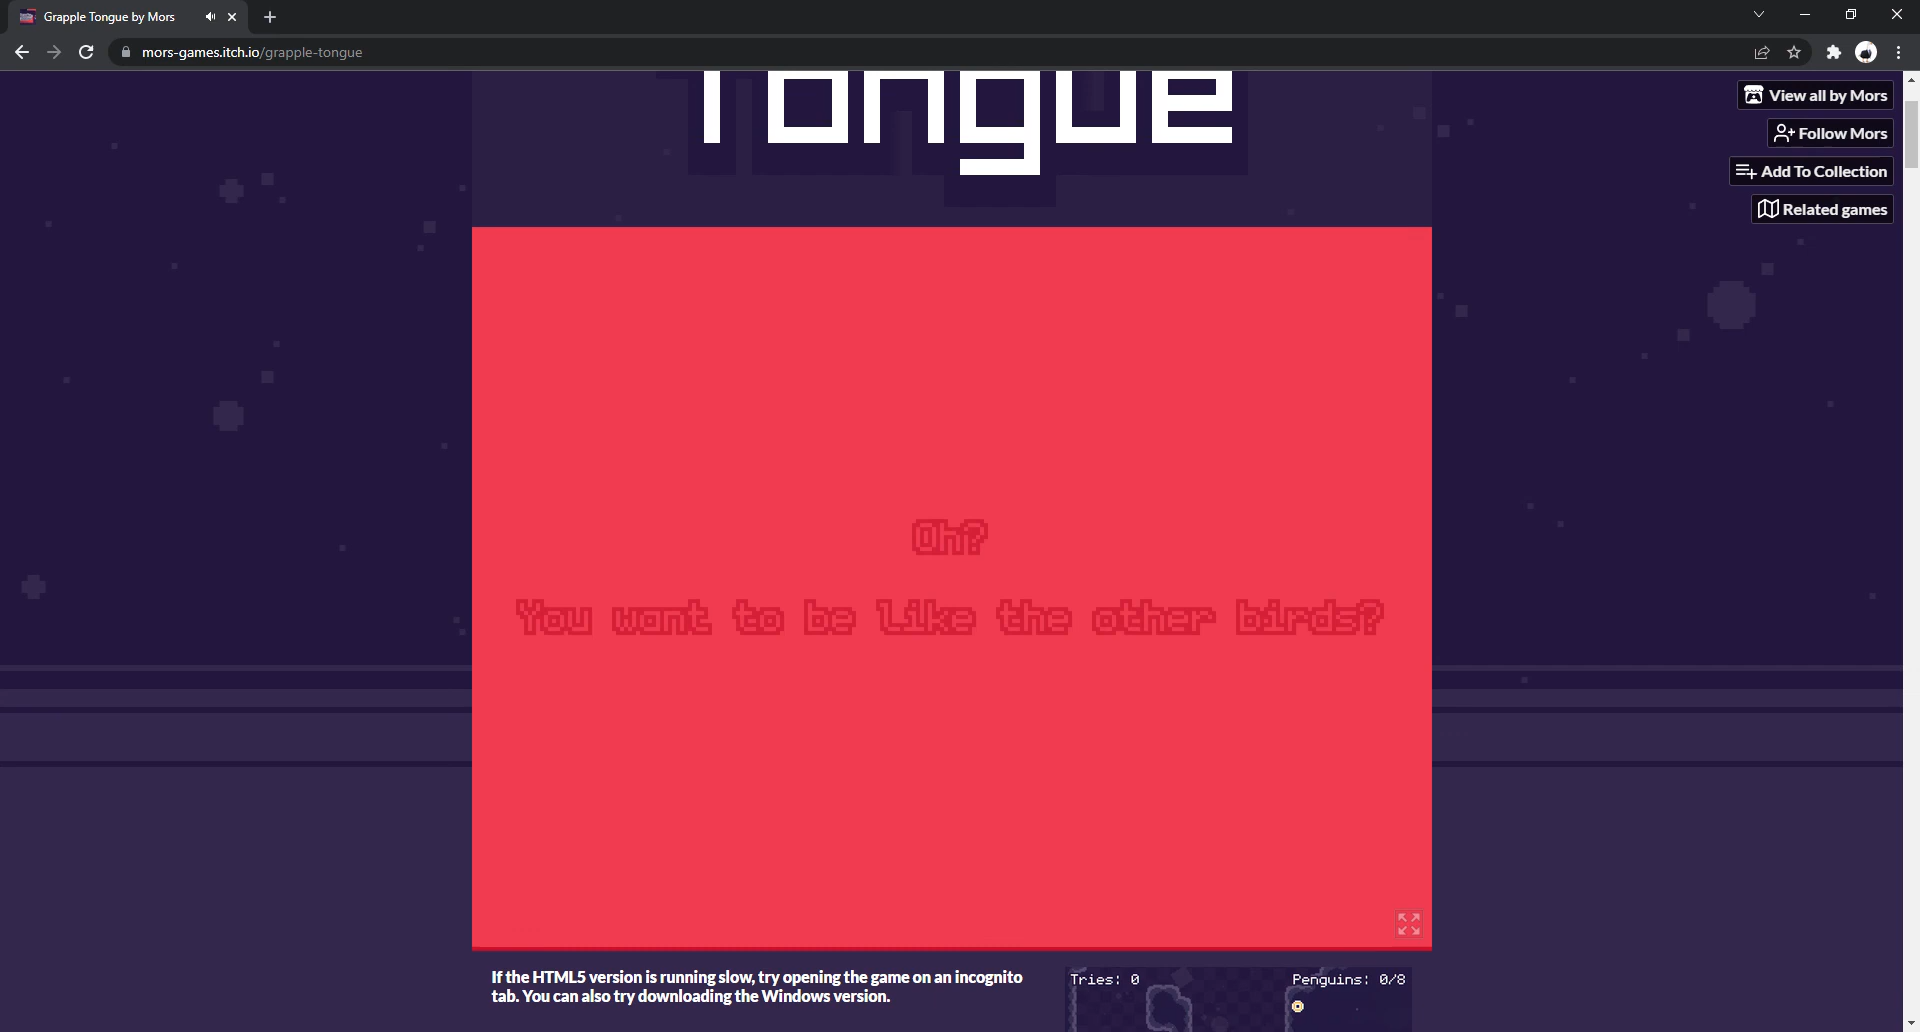 Grapple Tongue by Mors
mors-games.itch.io/grapple-tongue
Tongue
View all by Mors
Follow Mors
Add To Collection
Related games
Oh?
You want to be like the other birds?
If the HTML5 version is running slow, try opening the game on an incognito
tab. You can also try downloading the Windows version.
Tries: 0
Penguins: 0/8